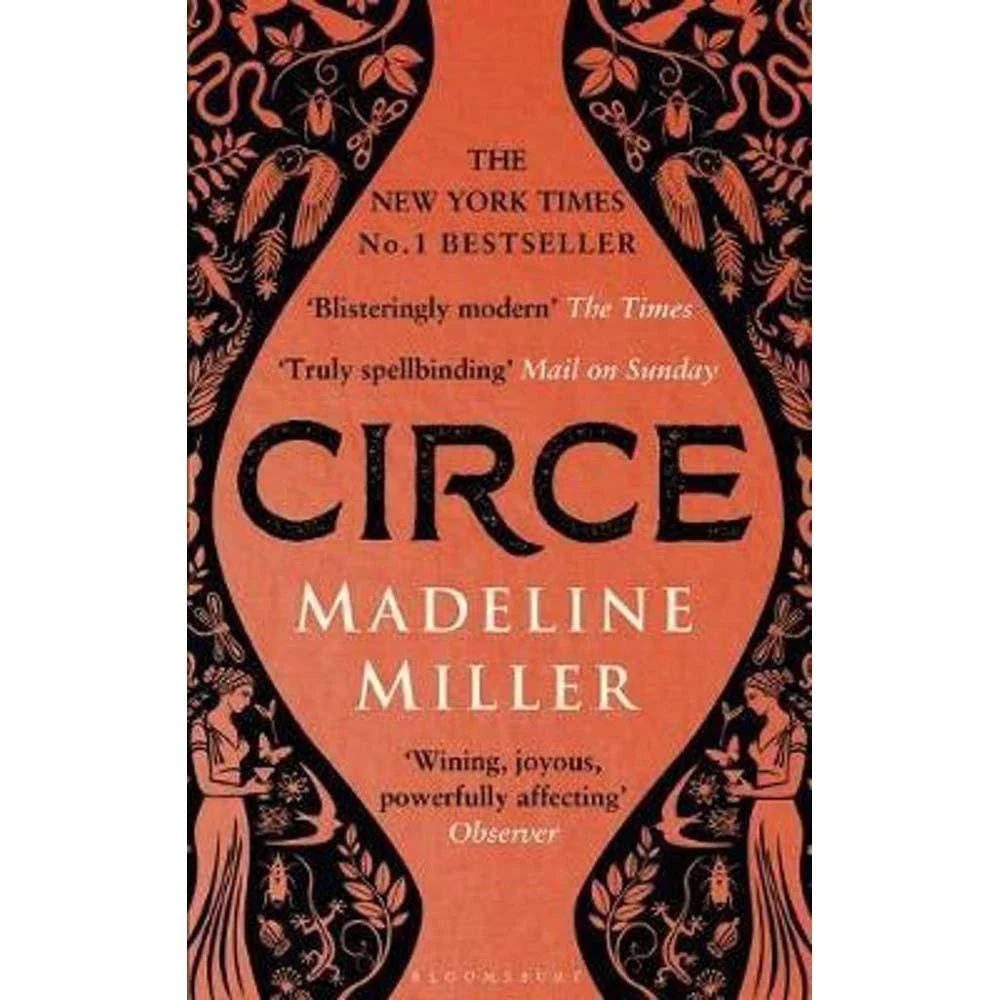 THE
NEW YORK TIMES
No.1 BESTSELLER
‘Blisteringly modern’ The Times
‘Truly spellbinding’ Mail on Sunday
CIRCE
MADELINE
MILLER
‘Wining, joyous,
powerfully affecting’
Observer
BLOOMSBURY